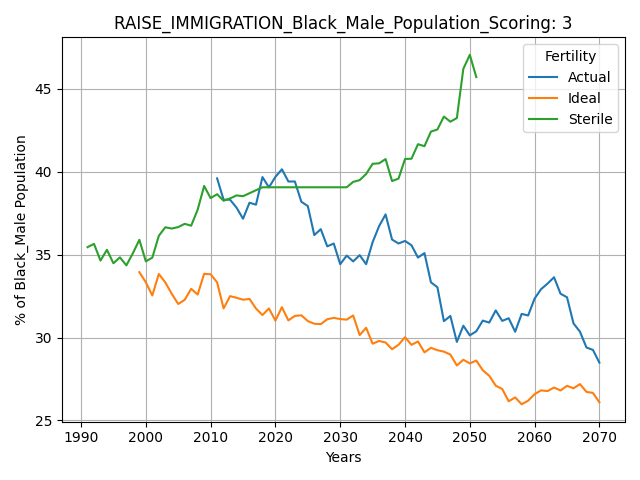 RAISE_IMMIGRATION_Black_Male_Population_Scoring: 3
% of Black_Male Population
45
40
35
30
25
Fertility
Actual
Ideal
Sterile
1990 2000 2010 2020 2030 2040 2050 2060 2070
Years